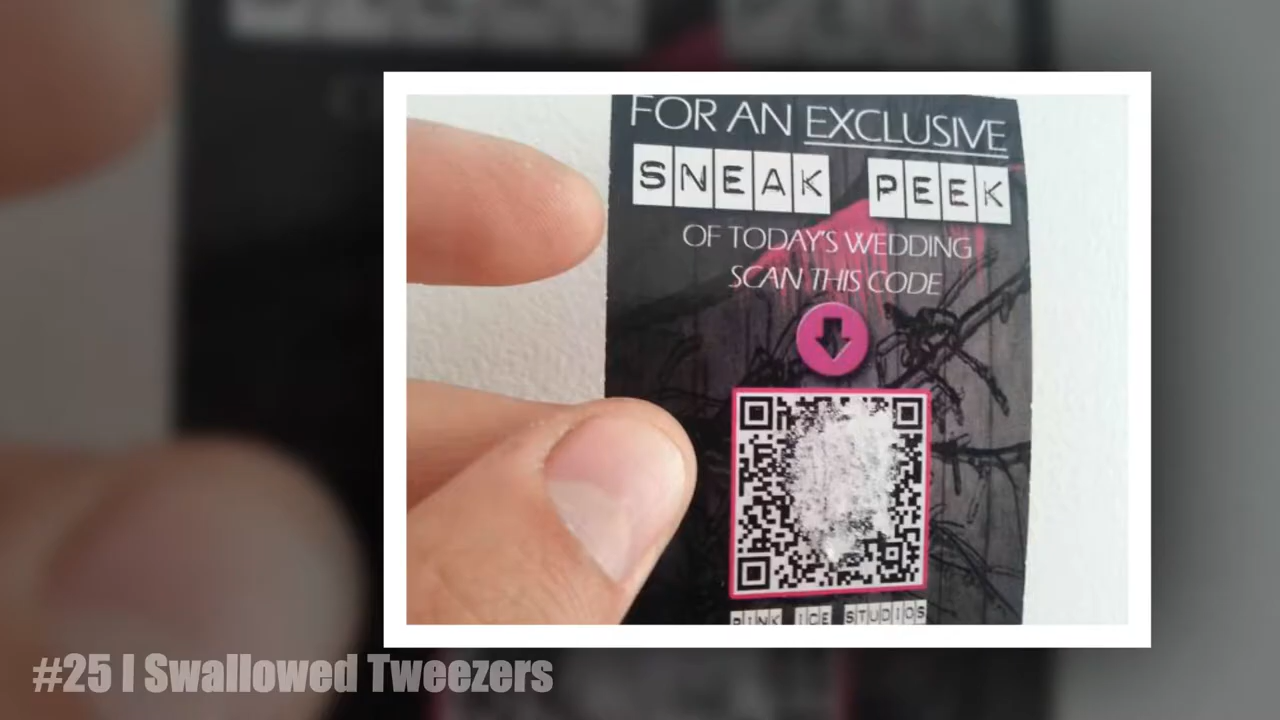 FOR AN EXCLUSIVE
SNEAK PEEK
OF TODAY'S WEDDING
SCAN THIS CODE
PINK ICE STUDIOS
#25 I Swallowed Tweezers